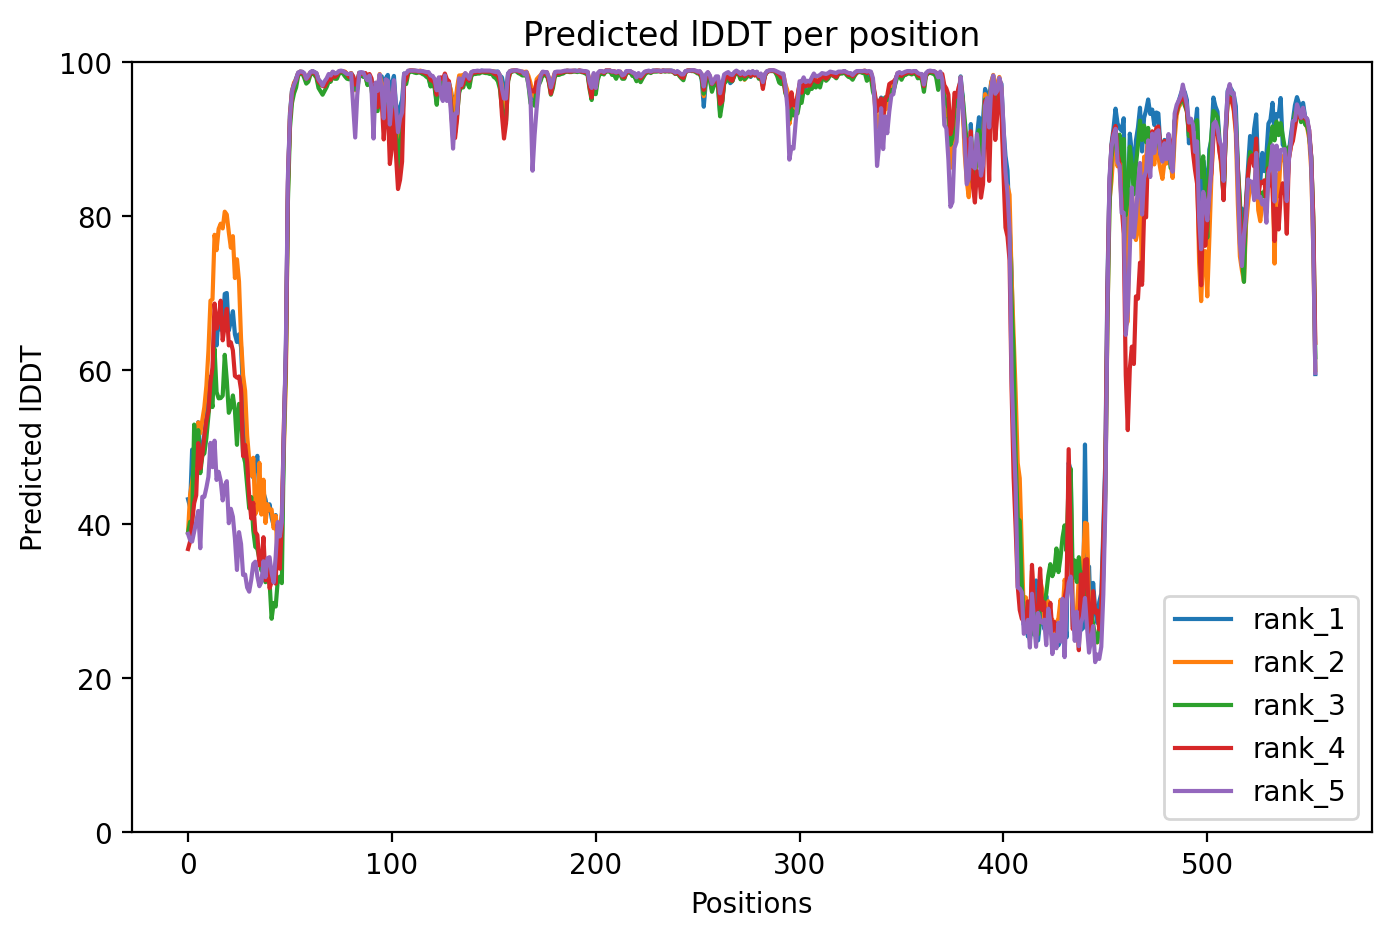 Predicted lDDT per position
100
80
60
40
20
0
Predicted lDDT
0 100 200 300 400 500
Positions
rank_1
rank_2
rank_3
rank_4
rank_5